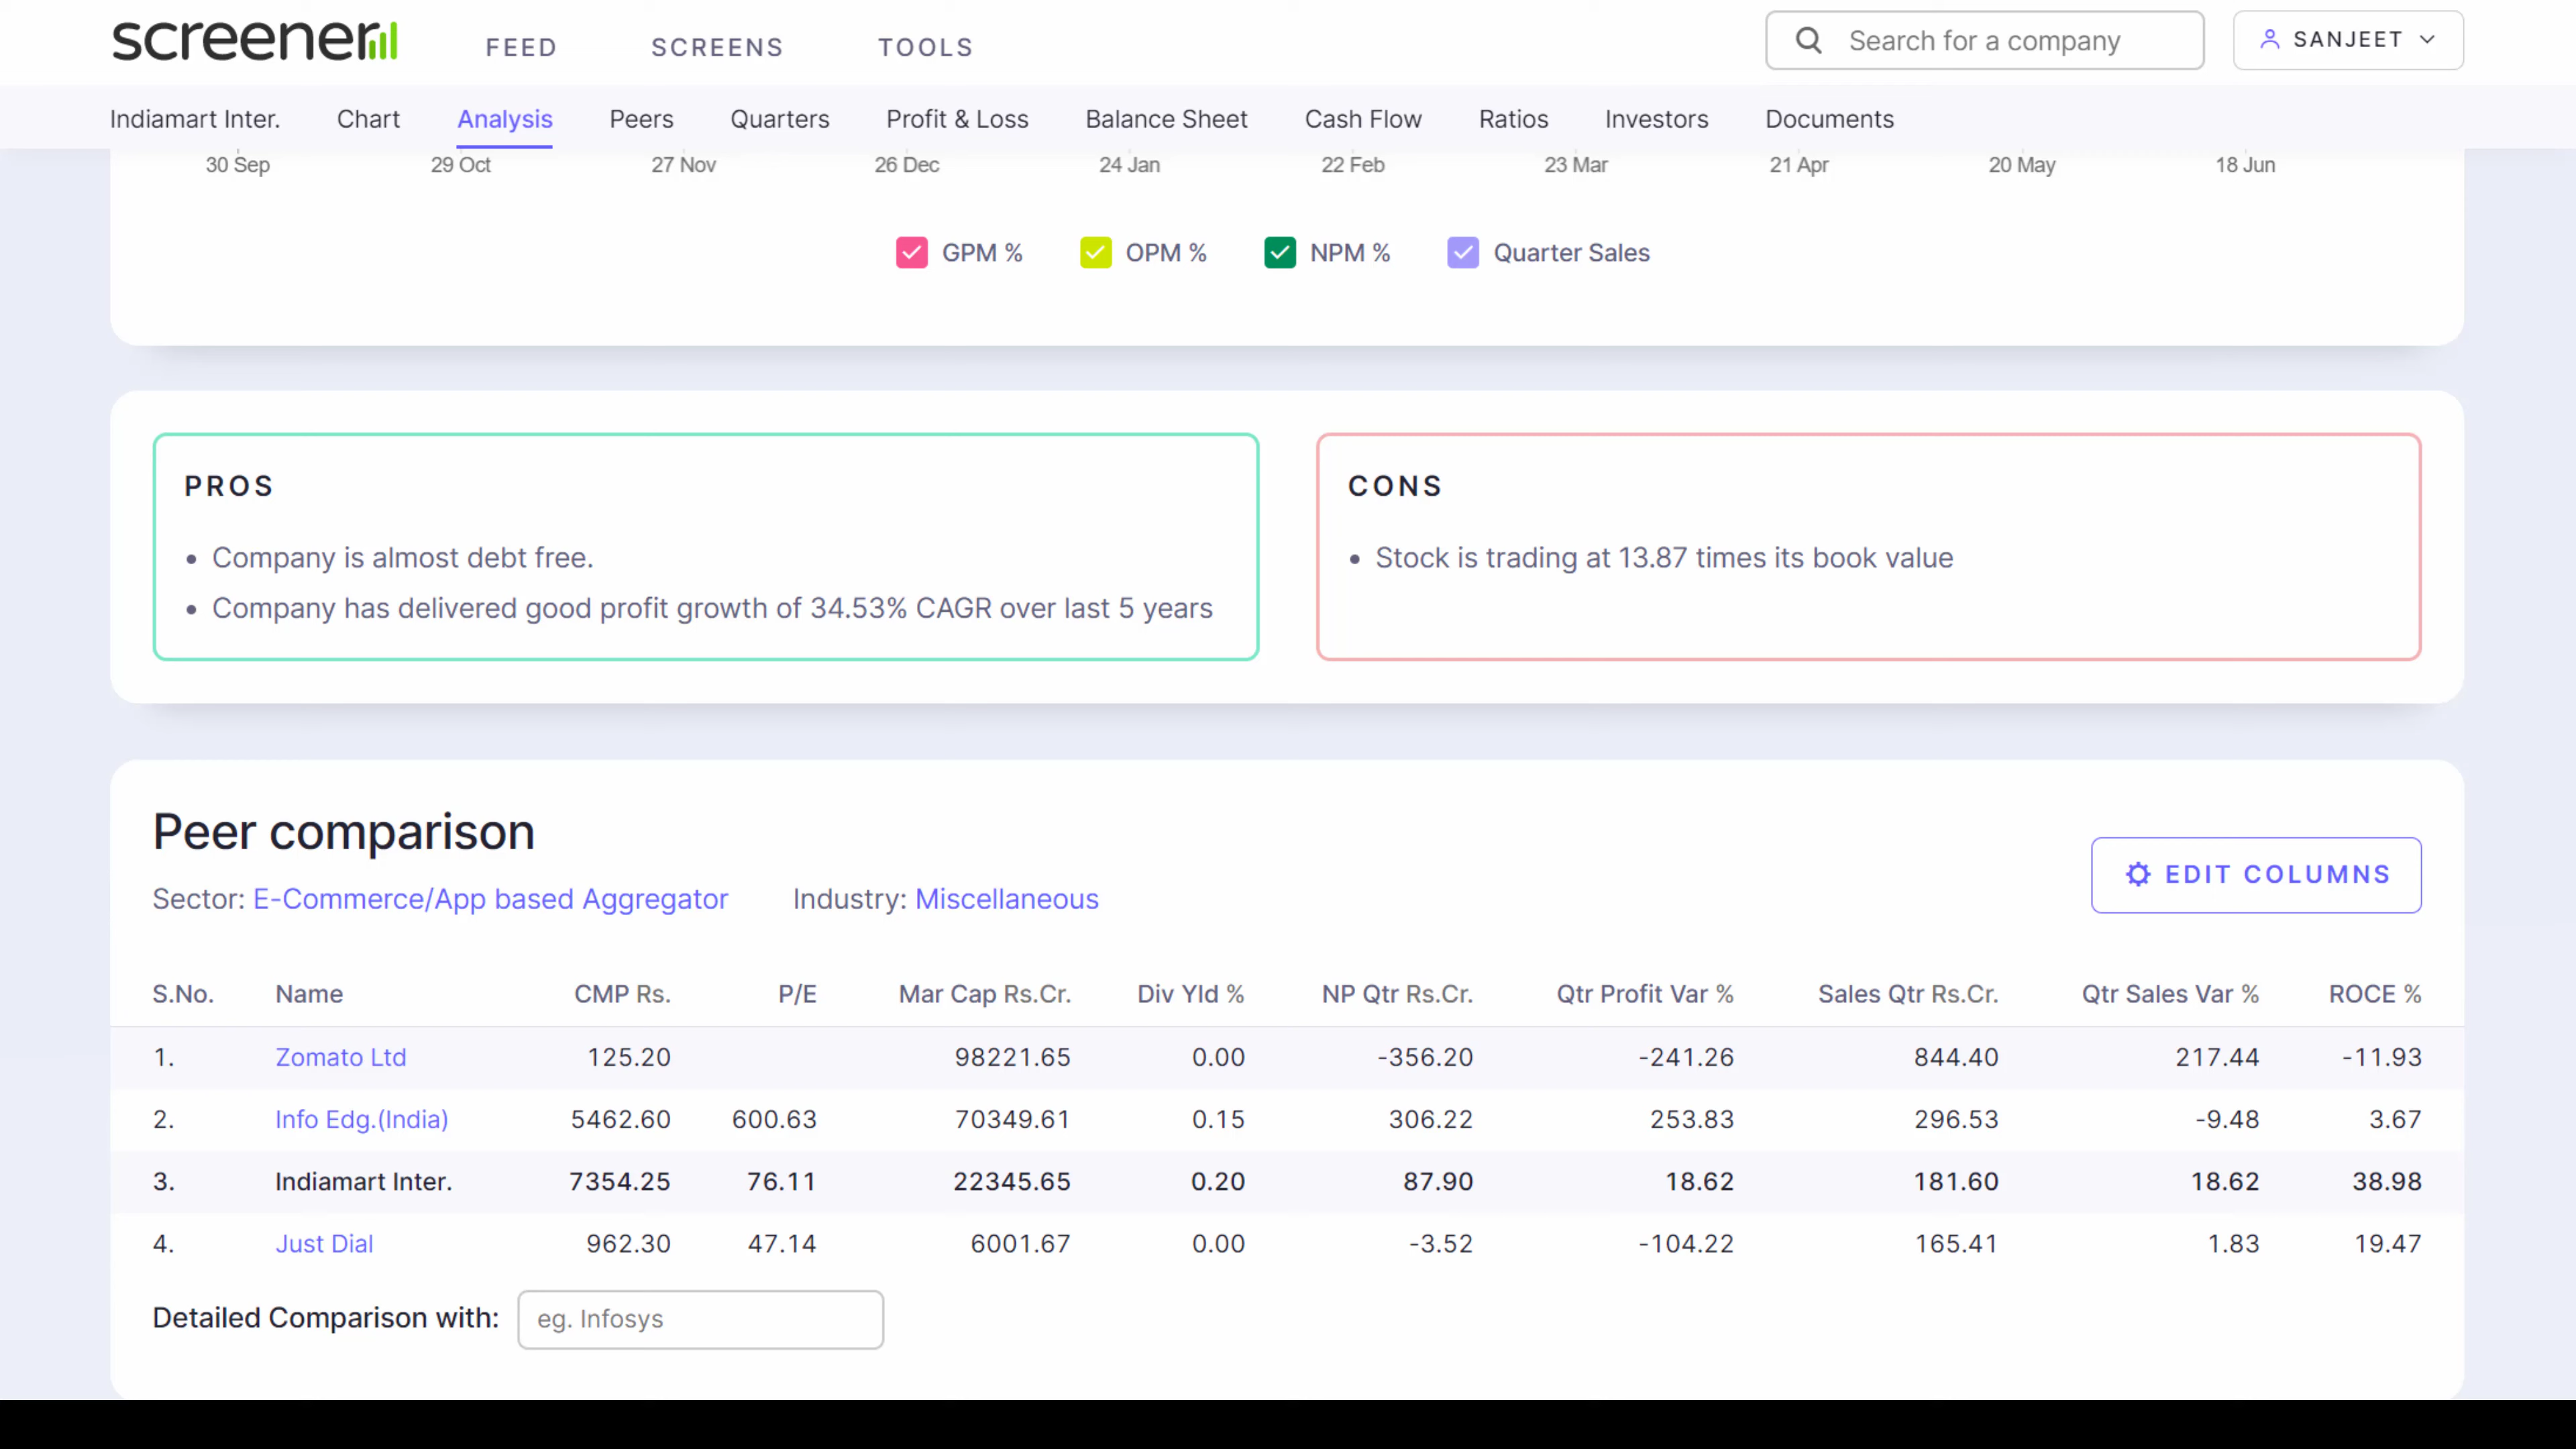 screener FEED SCREENS TOOLS Search for a company SANJEET
Indiamart Inter. Chart Analysis Peers Quarters Profit & Loss Balance Sheet Cash Flow Ratios Investors Documents
30 Sep 29 Oct 27 Nov 26 Dec 24 Jan 22 Feb 23 Mar 21 Apr 20 May 18 Jun
GPM % OPM % NPM % Quarter Sales
PROS
• Company is almost debt free.
• Company has delivered good profit growth of 34.53% CAGR over last 5 years
CONS
• Stock is trading at 13.87 times its book value
Peer comparison
Sector: E-Commerce/App based Aggregator Industry: Miscellaneous
EDIT COLUMNS
S.No. Name CMP Rs. P/E Mar Cap Rs.Cr. Div Yld % NP Qtr Rs.Cr. Qtr Profit Var % Sales Qtr Rs.Cr. Qtr Sales Var % ROCE %
1. Zomato Ltd 125.20 98221.65 0.00 -356.20 -241.26 844.40 217.44 -11.93
2. Info Edg.(India) 5462.60 600.63 70349.61 0.15 306.22 253.83 296.53 -9.48 3.67
3. Indiamart Inter. 7354.25 76.11 22345.65 0.20 87.90 18.62 181.60 18.62 38.98
4. Just Dial 962.30 47.14 6001.67 0.00 -3.52 -104.22 165.41 1.83 19.47
Detailed Comparison with: eg. Infosys